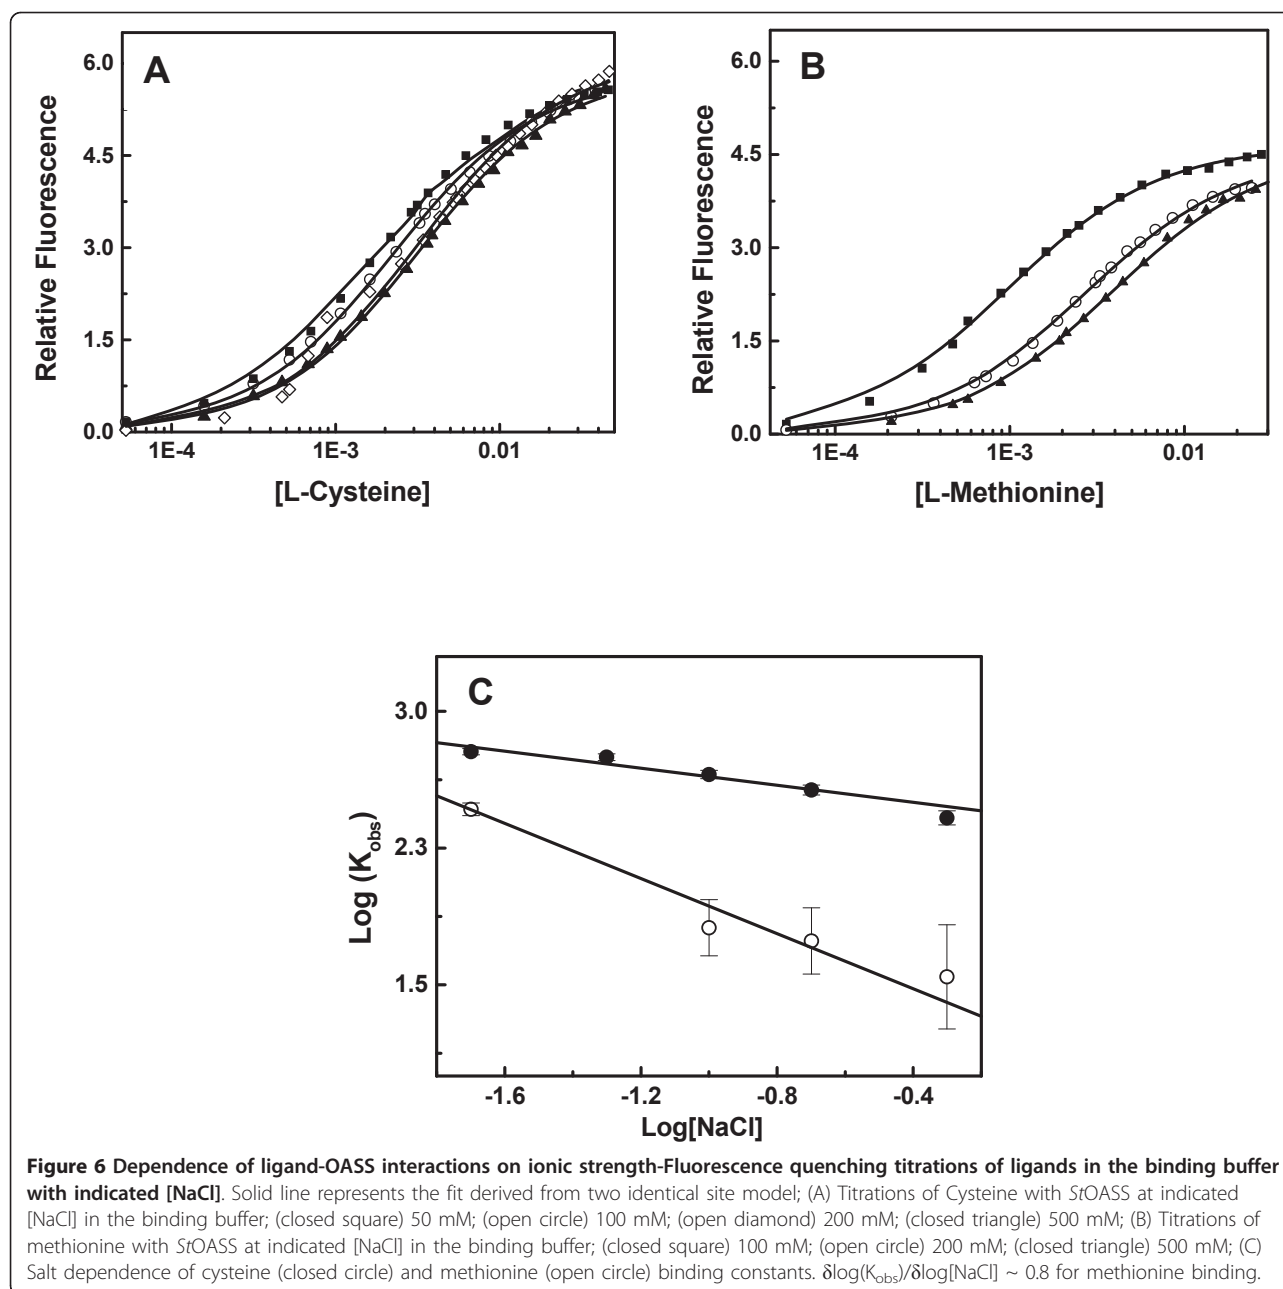 A
6.0
4.5
3.0
1.5
0.0
Relative Fluorescence
1E-4 1E-3 0.01
[L-Cysteine]
B
6.0
4.5
3.0
1.5
0.0
Relative Fluorescence
1E-4 1E-3 0.01
[L-Methionine]
C
3.0
2.3
1.5
Log (K_obs)
-1.6 -1.2 -0.8 -0.4
Log[NaCl]
Figure 6 Dependence of ligand-OASS interactions on ionic strength-Fluorescence quenching titrations of ligands in the binding buffer
with indicated [NaCl]. Solid line represents the fit derived from two identical site model; (A) Titrations of Cysteine with StOASS at indicated
[NaCl] in the binding buffer; (closed square) 50 mM; (open circle) 100 mM; (open diamond) 200 mM; (closed triangle) 500 mM; (B) Titrations of
methionine with StOASS at indicated [NaCl] in the binding buffer; (closed square) 100 mM; (open circle) 200 mM; (closed triangle) 500 mM; (C)
Salt dependence of cysteine (closed circle) and methionine (open circle) binding constants. δlog(K_obs)/δlog[NaCl] ~ 0.8 for methionine binding.